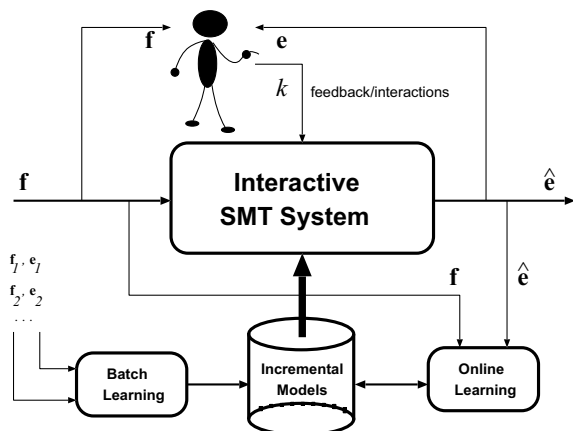 f
e
k
feedback/interactions
f
Interactive
SMT System
ê
f₁, e₁
f₂, e₂
. . .
f
ê
Batch
Learning
Incremental
Models
Online
Learning